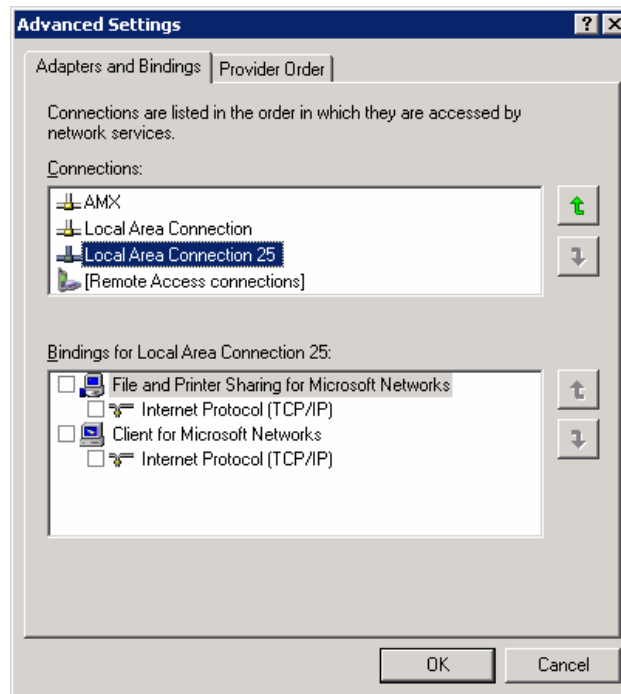 Advanced Settings
Adapters and Bindings
Provider Order
Connections are listed in the order in which they are accessed by
network services.
Connections:
AMX
Local Area Connection
Local Area Connection 25
[Remote Access connections]
Bindings for Local Area Connection 25:
File and Printer Sharing for Microsoft Networks
Internet Protocol (TCP/IP)
Client for Microsoft Networks
Internet Protocol (TCP/IP)
OK
Cancel